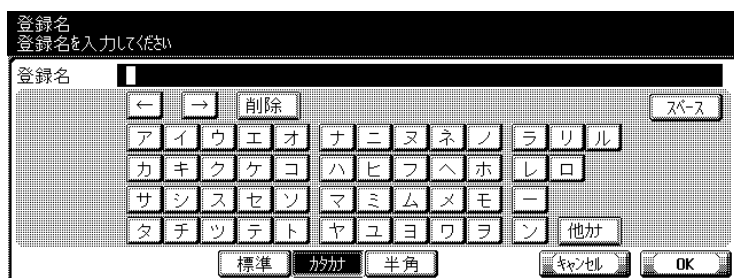 登録名
登録名を入力してください
登録名
← → 削除 スペース
ア イ ウ エ オ ナ ニ ヌ ネ ノ ラ リ ル
カ キ ク ケ コ ハ ヒ フ ヘ ホ レ ロ
サ シ ス セ ソ マ ミ ム メ モ ー
タ チ ツ テ ト ヤ ユ ヨ ワ ヲ ン 他カナ
標準 カタカナ 半角 キャンセル OK